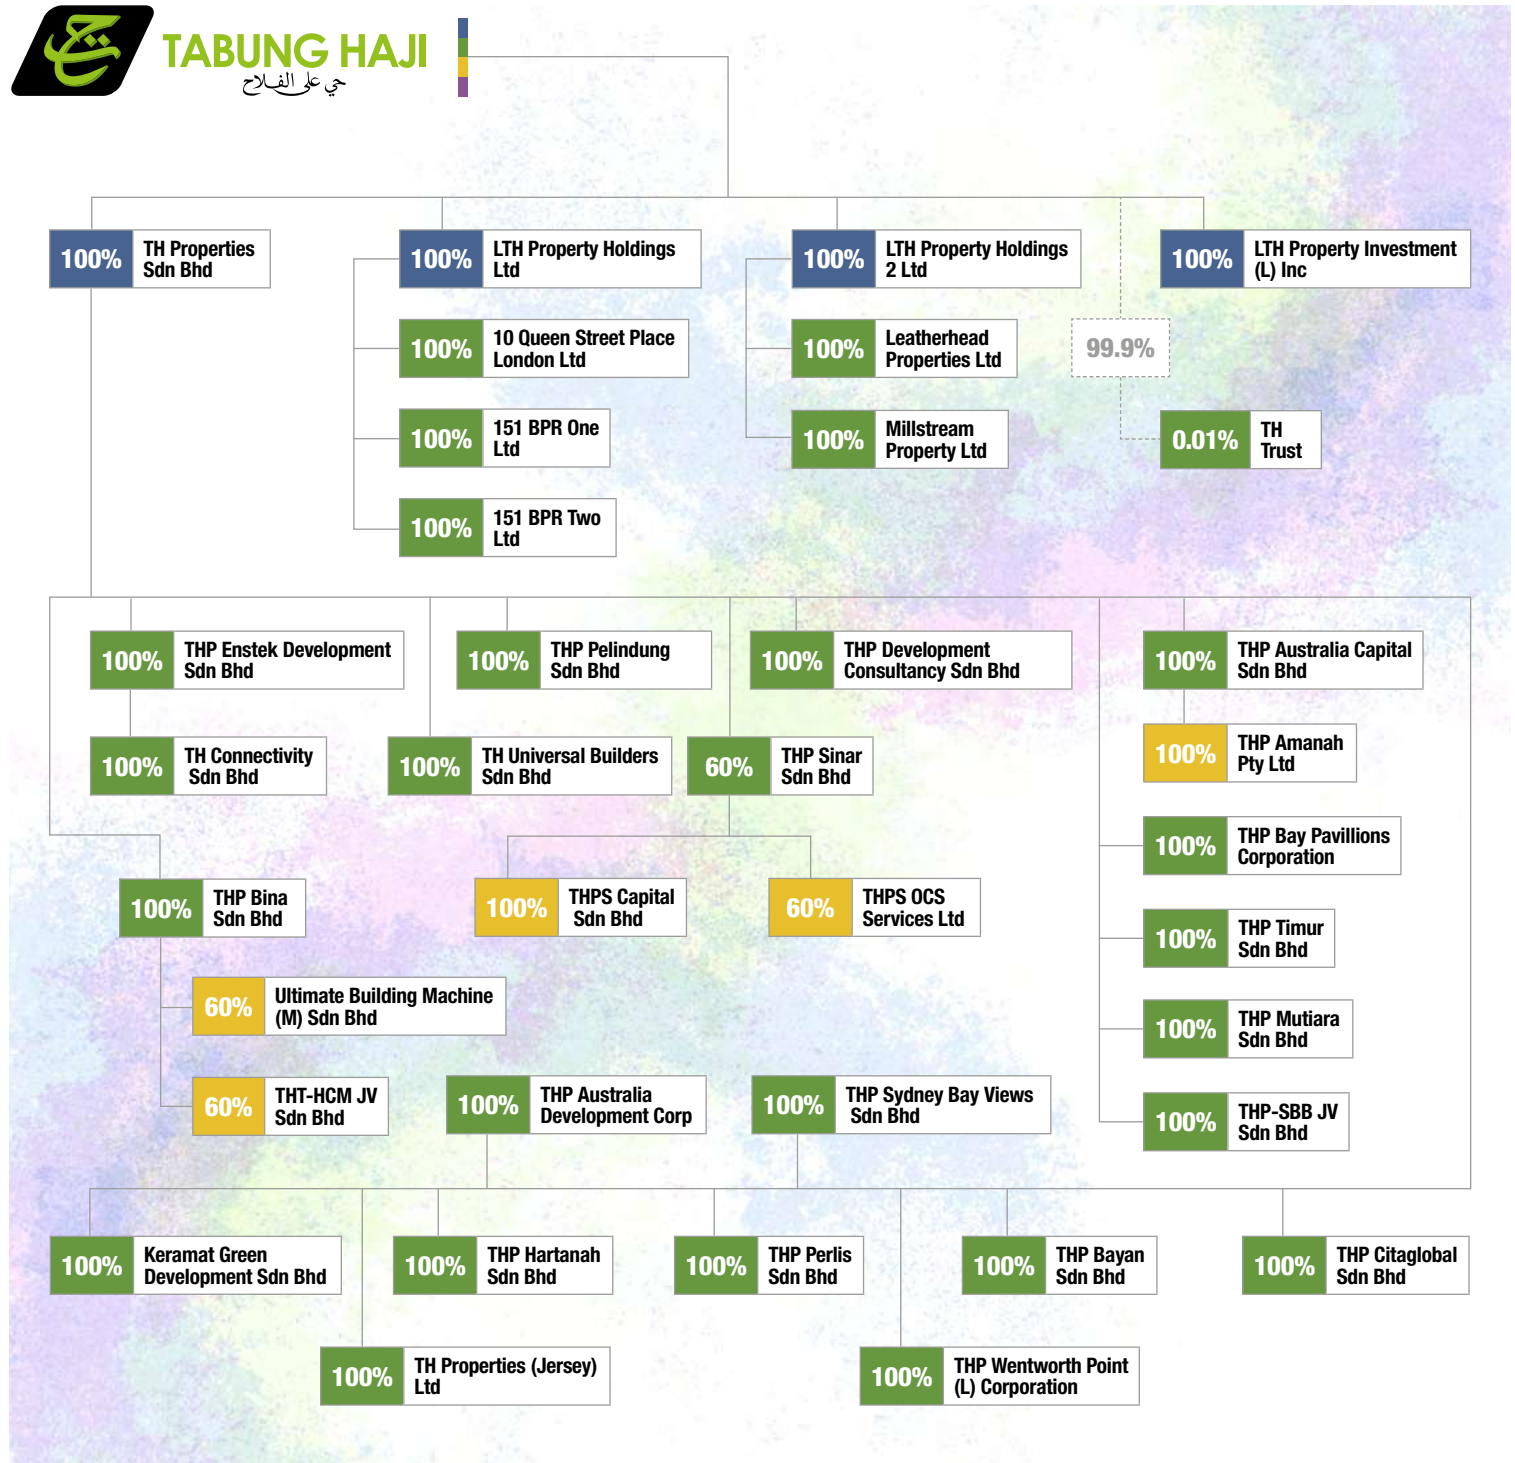 TABUNG HAJI
حي على الفلاح
100%
TH Properties
Sdn Bhd
100%
LTH Property Holdings
Ltd
100%
LTH Property Holdings
2 Ltd
100%
LTH Property Investment
(L) Inc
100%
10 Queen Street Place
London Ltd
100%
Leatherhead
Properties Ltd
99.9%
100%
151 BPR One
Ltd
100%
Millstream
Property Ltd
0.01%
TH
Trust
100%
151 BPR Two
Ltd
100%
THP Enstek Development
Sdn Bhd
100%
THP Pelindung
Sdn Bhd
100%
THP Development
Consultancy Sdn Bhd
100%
THP Australia Capital
Sdn Bhd
100%
TH Connectivity
Sdn Bhd
100%
TH Universal Builders
Sdn Bhd
60%
THP Sinar
Sdn Bhd
100%
THP Amanah
Pty Ltd
100%
THP Bay Pavillions
Corporation
100%
THP Bina
Sdn Bhd
100%
THPS Capital
Sdn Bhd
60%
THPS OCS
Services Ltd
100%
THP Timur
Sdn Bhd
60%
Ultimate Building Machine
(M) Sdn Bhd
100%
THP Mutiara
Sdn Bhd
60%
THT-HCM JV
Sdn Bhd
100%
THP Australia
Development Corp
100%
THP Sydney Bay Views
Sdn Bhd
100%
THP-SBB JV
Sdn Bhd
100%
Keramat Green
Development Sdn Bhd
100%
THP Hartanah
Sdn Bhd
100%
THP Perlis
Sdn Bhd
100%
THP Bayan
Sdn Bhd
100%
THP Citaglobal
Sdn Bhd
100%
TH Properties (Jersey)
Ltd
100%
THP Wentworth Point
(L) Corporation